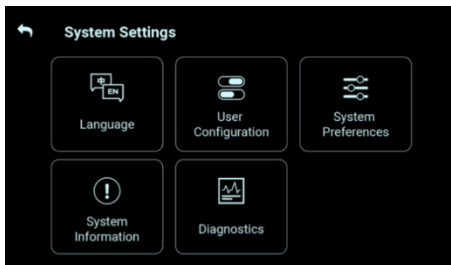 System Settings
中
EN
Language
User
Configuration
System
Preferences
System
Information
Diagnostics